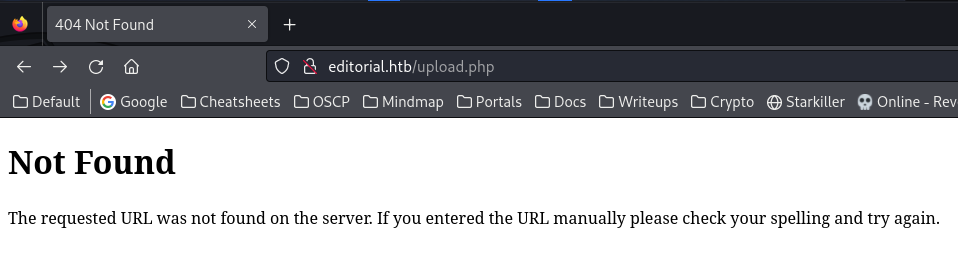 404 Not Found
editorial.htb/upload.php
Default Google Cheatsheets OSCP Mindmap Portals Docs Writeups Crypto Starkiller Online - Rev
Not Found
The requested URL was not found on the server. If you entered the URL manually please check your spelling and try again.